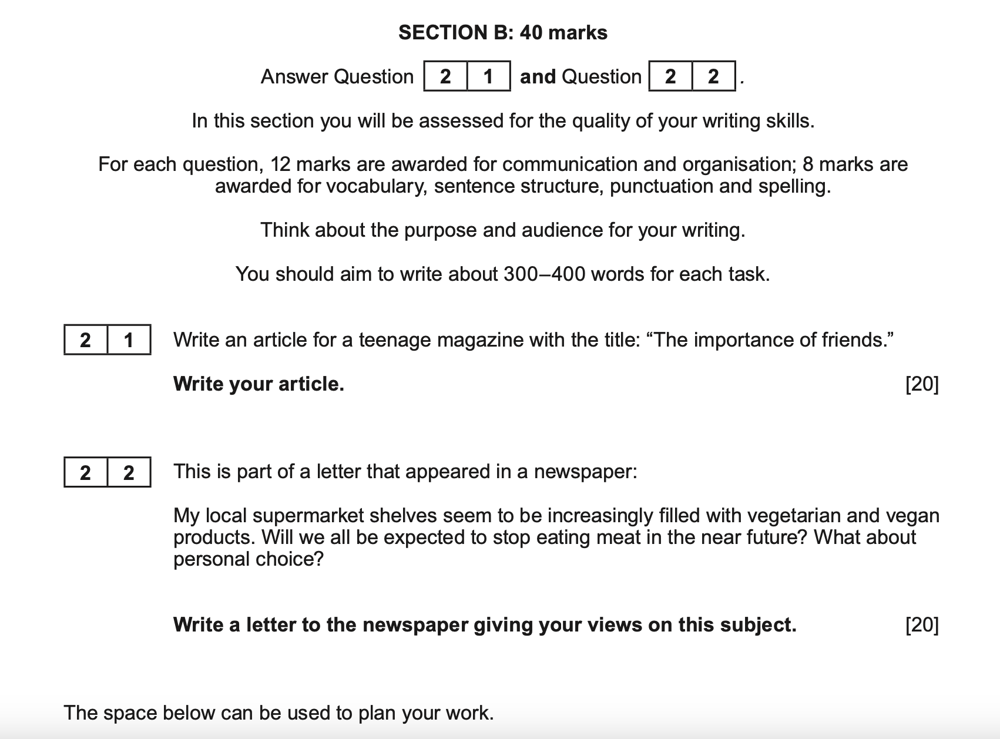 SECTION B: 40 marks
Answer Question 2 1 and Question 2 2 .
In this section you will be assessed for the quality of your writing skills.
For each question, 12 marks are awarded for communication and organisation; 8 marks are
awarded for vocabulary, sentence structure, punctuation and spelling.
Think about the purpose and audience for your writing.
You should aim to write about 300–400 words for each task.
2 1 Write an article for a teenage magazine with the title: “The importance of friends.”
Write your article. [20]
2 2 This is part of a letter that appeared in a newspaper:
My local supermarket shelves seem to be increasingly filled with vegetarian and vegan
products. Will we all be expected to stop eating meat in the near future? What about
personal choice?
Write a letter to the newspaper giving your views on this subject. [20]
The space below can be used to plan your work.